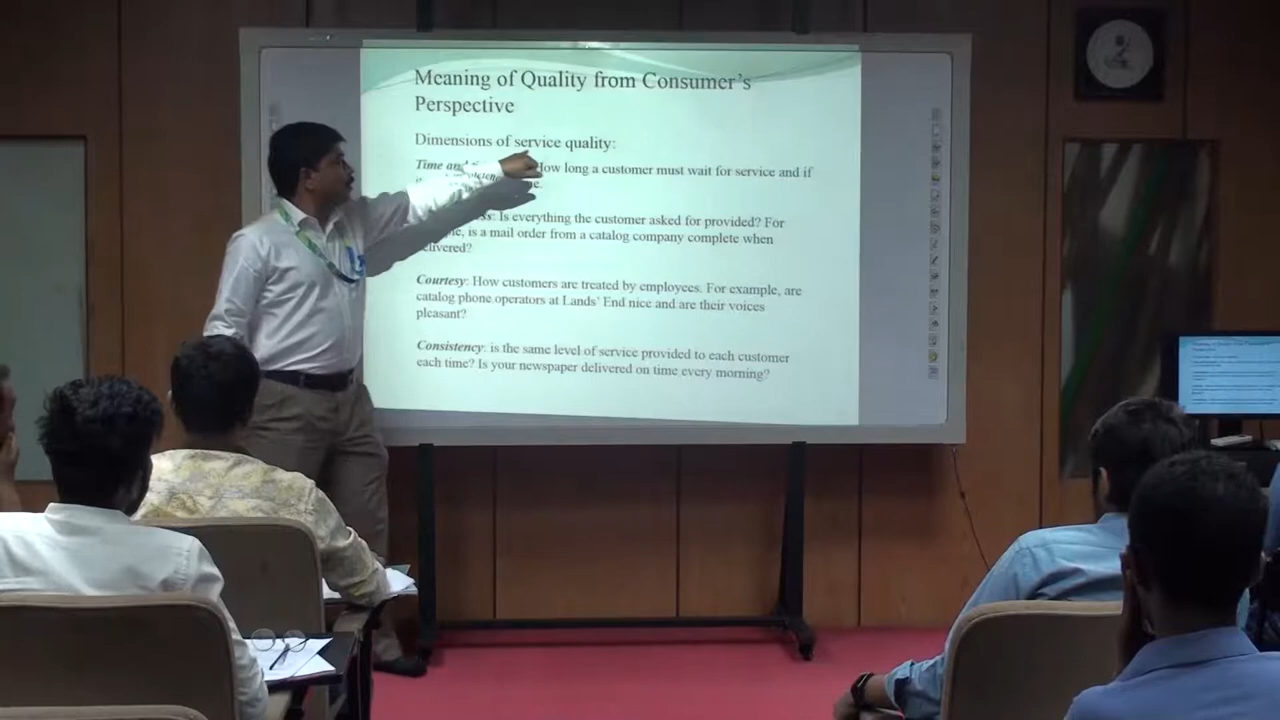 Meaning of Quality from Consumer's
Perspective
Dimensions of service quality:
Time and How long a customer must wait for service and if
Is everything the customer asked for provided? For
is a mail order from a catalog company complete when
Courtesy: How customers are treated by employees. For example, are
catalog phone operators at Lands' End nice and are their voices
pleasant?
Consistency: is the same level of service provided to each customer
each time? Is your newspaper delivered on time every morning?